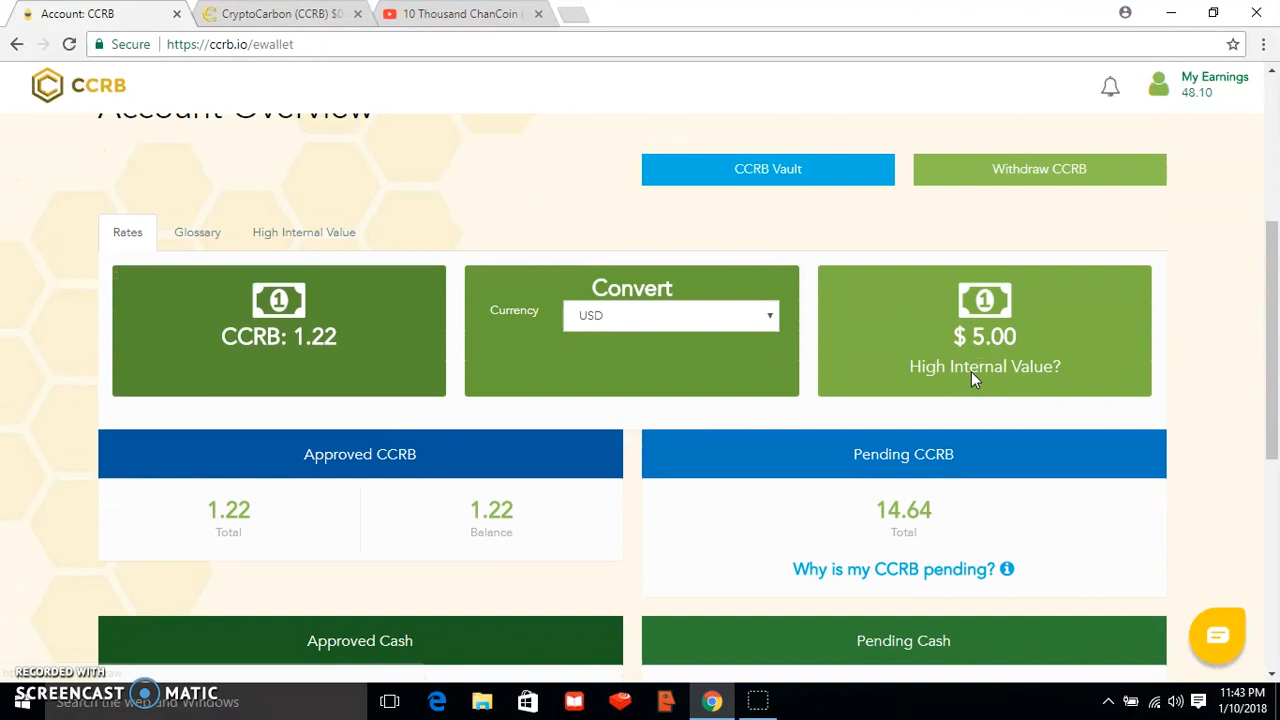 Account: CCRB
CryptoCarbon (CCRB) $0
10 Thousand ChanCoin (
Secure
https://ccrb.io/ewallet
CCRB
My Earnings
48.10
Account Overview
CCRB Vault
Withdraw CCRB
Rates
Glossary
High Internal Value
CCRB: 1.22
Convert
Currency
USD
$ 5.00
High Internal Value?
Approved CCRB
Pending CCRB
1.22
Total
1.22
Balance
14.64
Total
Why is my CCRB pending?
Approved Cash
Pending Cash
RECORDED WITH
SCREENCAST MATIC
Search the web and Windows
11:43 PM
1/10/2018